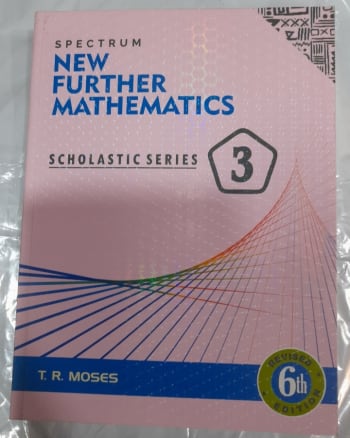 SPECTRUM
NEW
FURTHER
MATHEMATICS
SCHOLASTIC SERIES
3
T. R. MOSES
REVISED
6th
EDITION